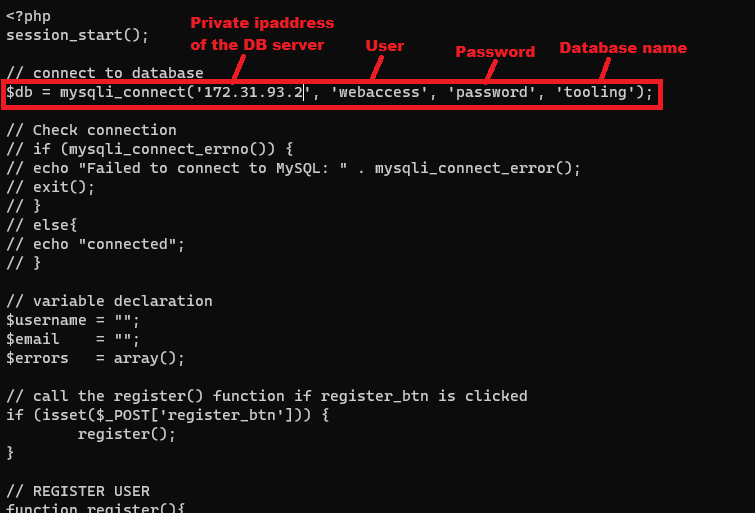 <?php
session_start();
Private ipaddress
of the DB server
User
Password
Database name
// connect to database
$db = mysqli_connect('172.31.93.2', 'webaccess', 'password', 'tooling');
// Check connection
// if (mysqli_connect_errno()) {
// echo "Failed to connect to MySQL: " . mysqli_connect_error();
// exit();
// }
// else{
// echo "connected";
// }
// variable declaration
$username = "";
$email    = "";
$errors   = array();
// call the register() function if register_btn is clicked
if (isset($_POST['register_btn'])) {
        register();
}
// REGISTER USER
function register(){